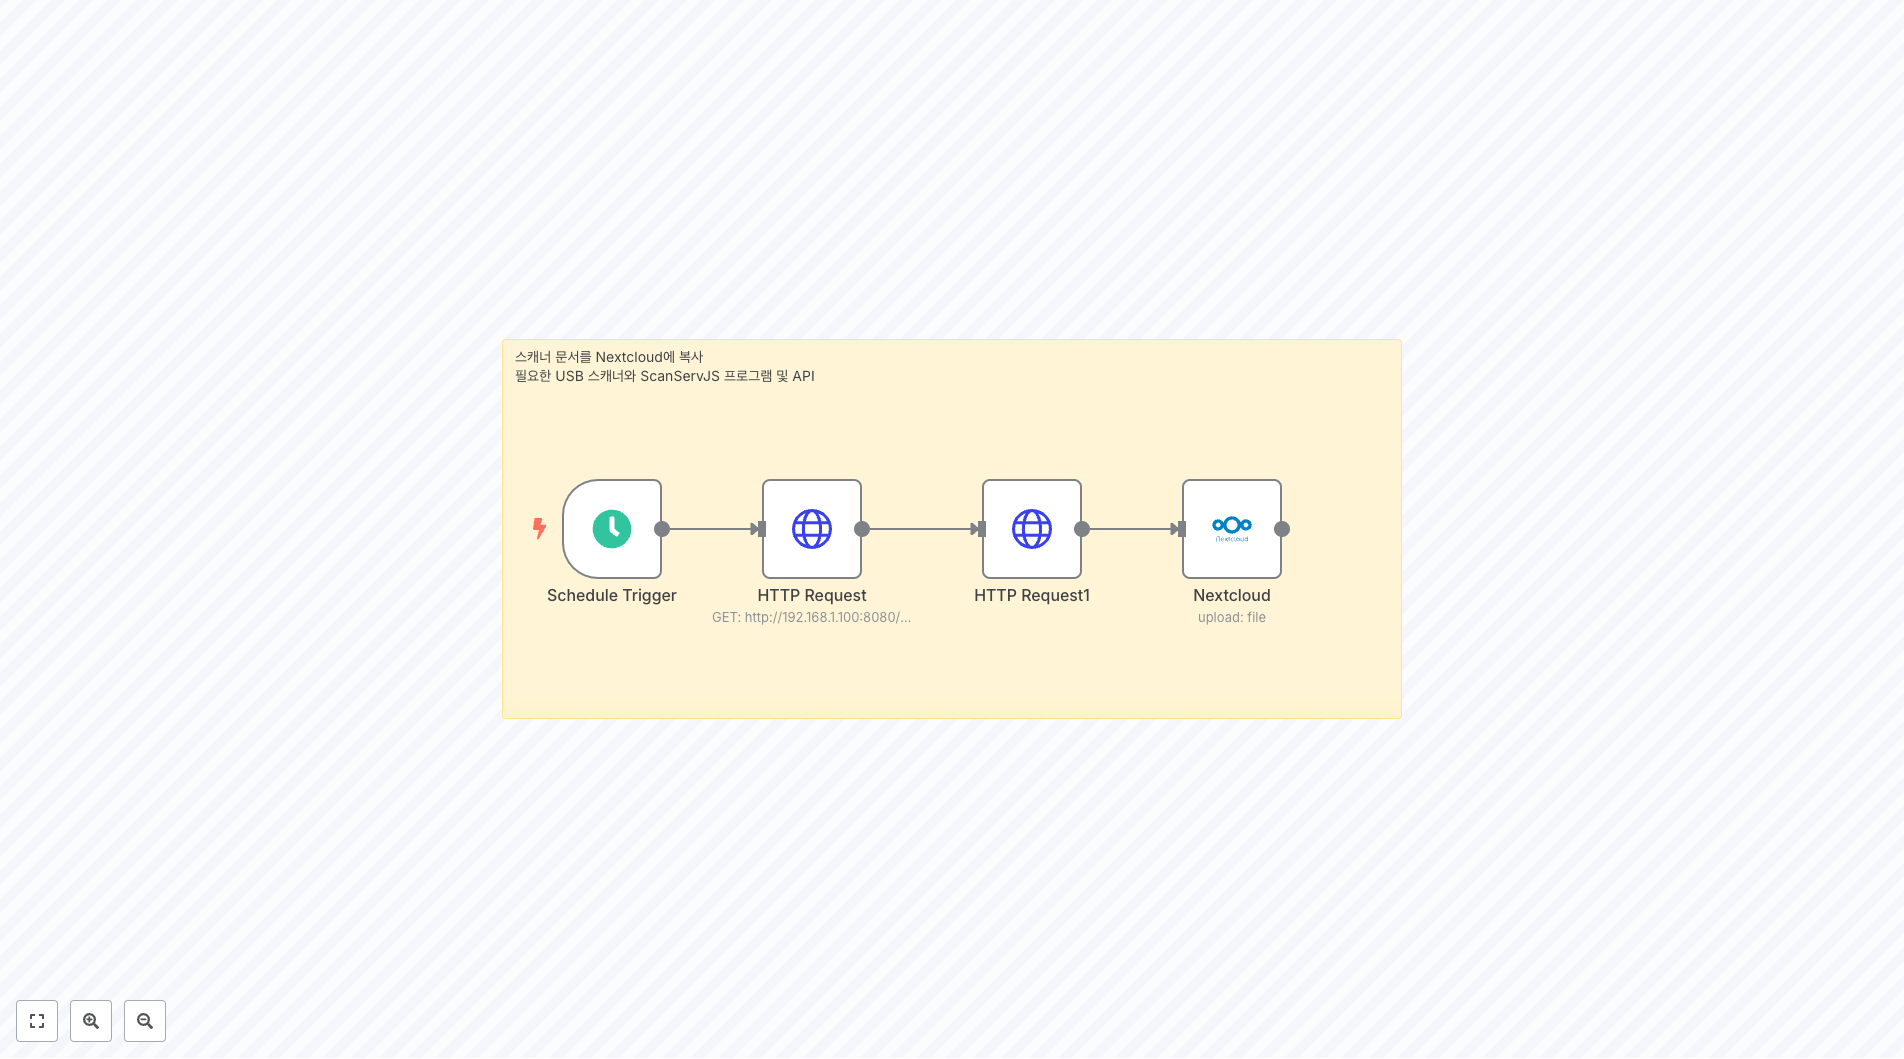 스캐너 문서를 Nextcloud에 복사
필요한 USB 스캐너와 ScanServJS 프로그램 및 API
Schedule Trigger
HTTP Request
GET: http://192.168.1.100:8080/...
HTTP Request1
Nextcloud
Nextcloud
upload: file